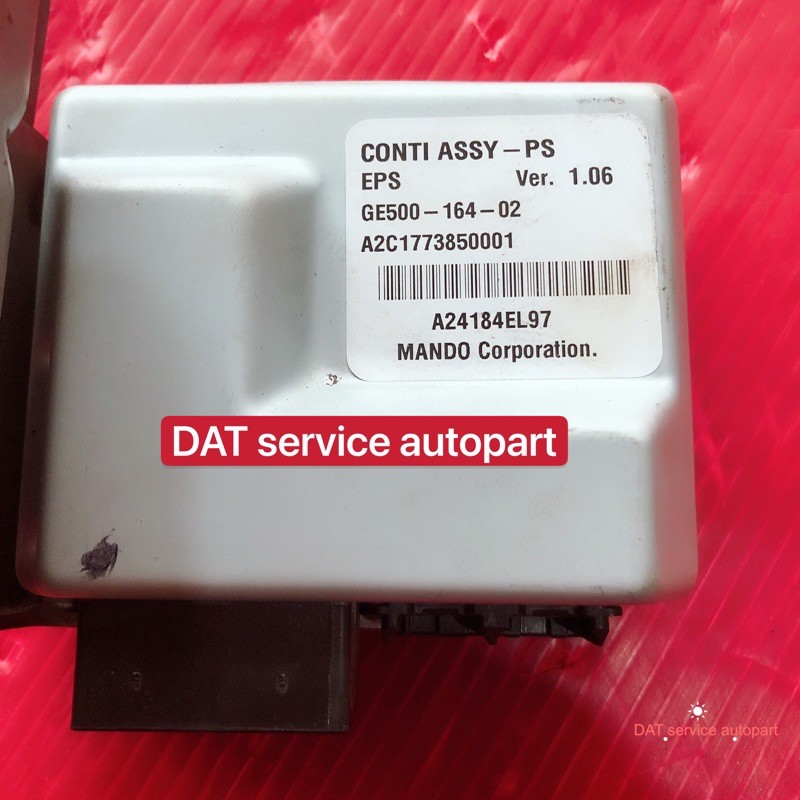 CONTI ASSY-PS
EPS Ver. 1.06
GE500-164-02
A2C1773850001
A24184EL97
MANDO Corporation.
DAT service autopart
DAT service autopart